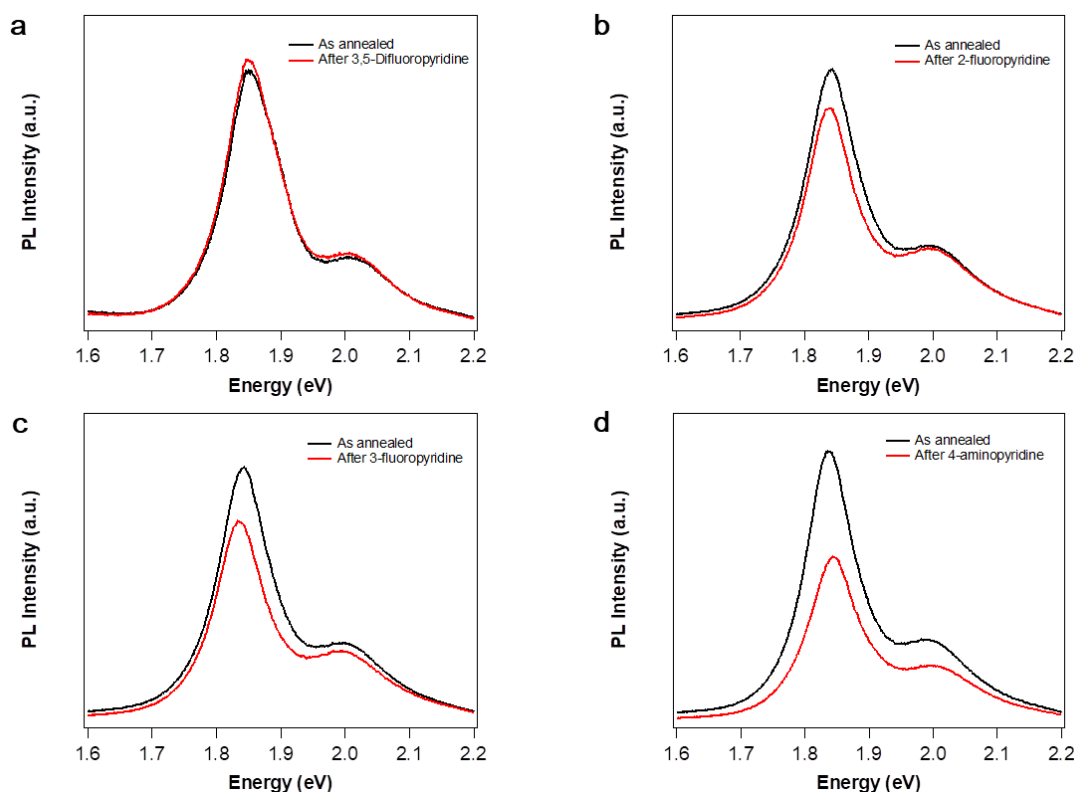 a
As annealed
After 3,5-Difluoropyridine
PL Intensity (a.u.)
1.6 1.7 1.8 1.9 2.0 2.1 2.2
Energy (eV)
b
As annealed
After 2-fluoropyridine
PL Intensity (a.u.)
1.6 1.7 1.8 1.9 2.0 2.1 2.2
Energy (eV)
c
As annealed
After 3-fluoropyridine
PL Intensity (a.u.)
1.6 1.7 1.8 1.9 2.0 2.1 2.2
Energy (eV)
d
As annealed
After 4-aminopyridine
PL Intensity (a.u.)
1.6 1.7 1.8 1.9 2.0 2.1 2.2
Energy (eV)